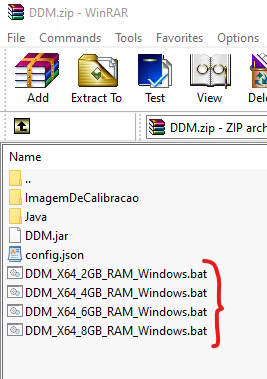 DDM.zip - WinRAR
File Commands Tools Favorites Options
Add Extract To Test View
DDM.zip - ZIP arch
Name
..
ImagemDeCalibracao
Java
DDM.jar
config.json
DDM_X64_2GB_RAM_Windows.bat
DDM_X64_4GB_RAM_Windows.bat
DDM_X64_6GB_RAM_Windows.bat
DDM_X64_8GB_RAM_Windows.bat